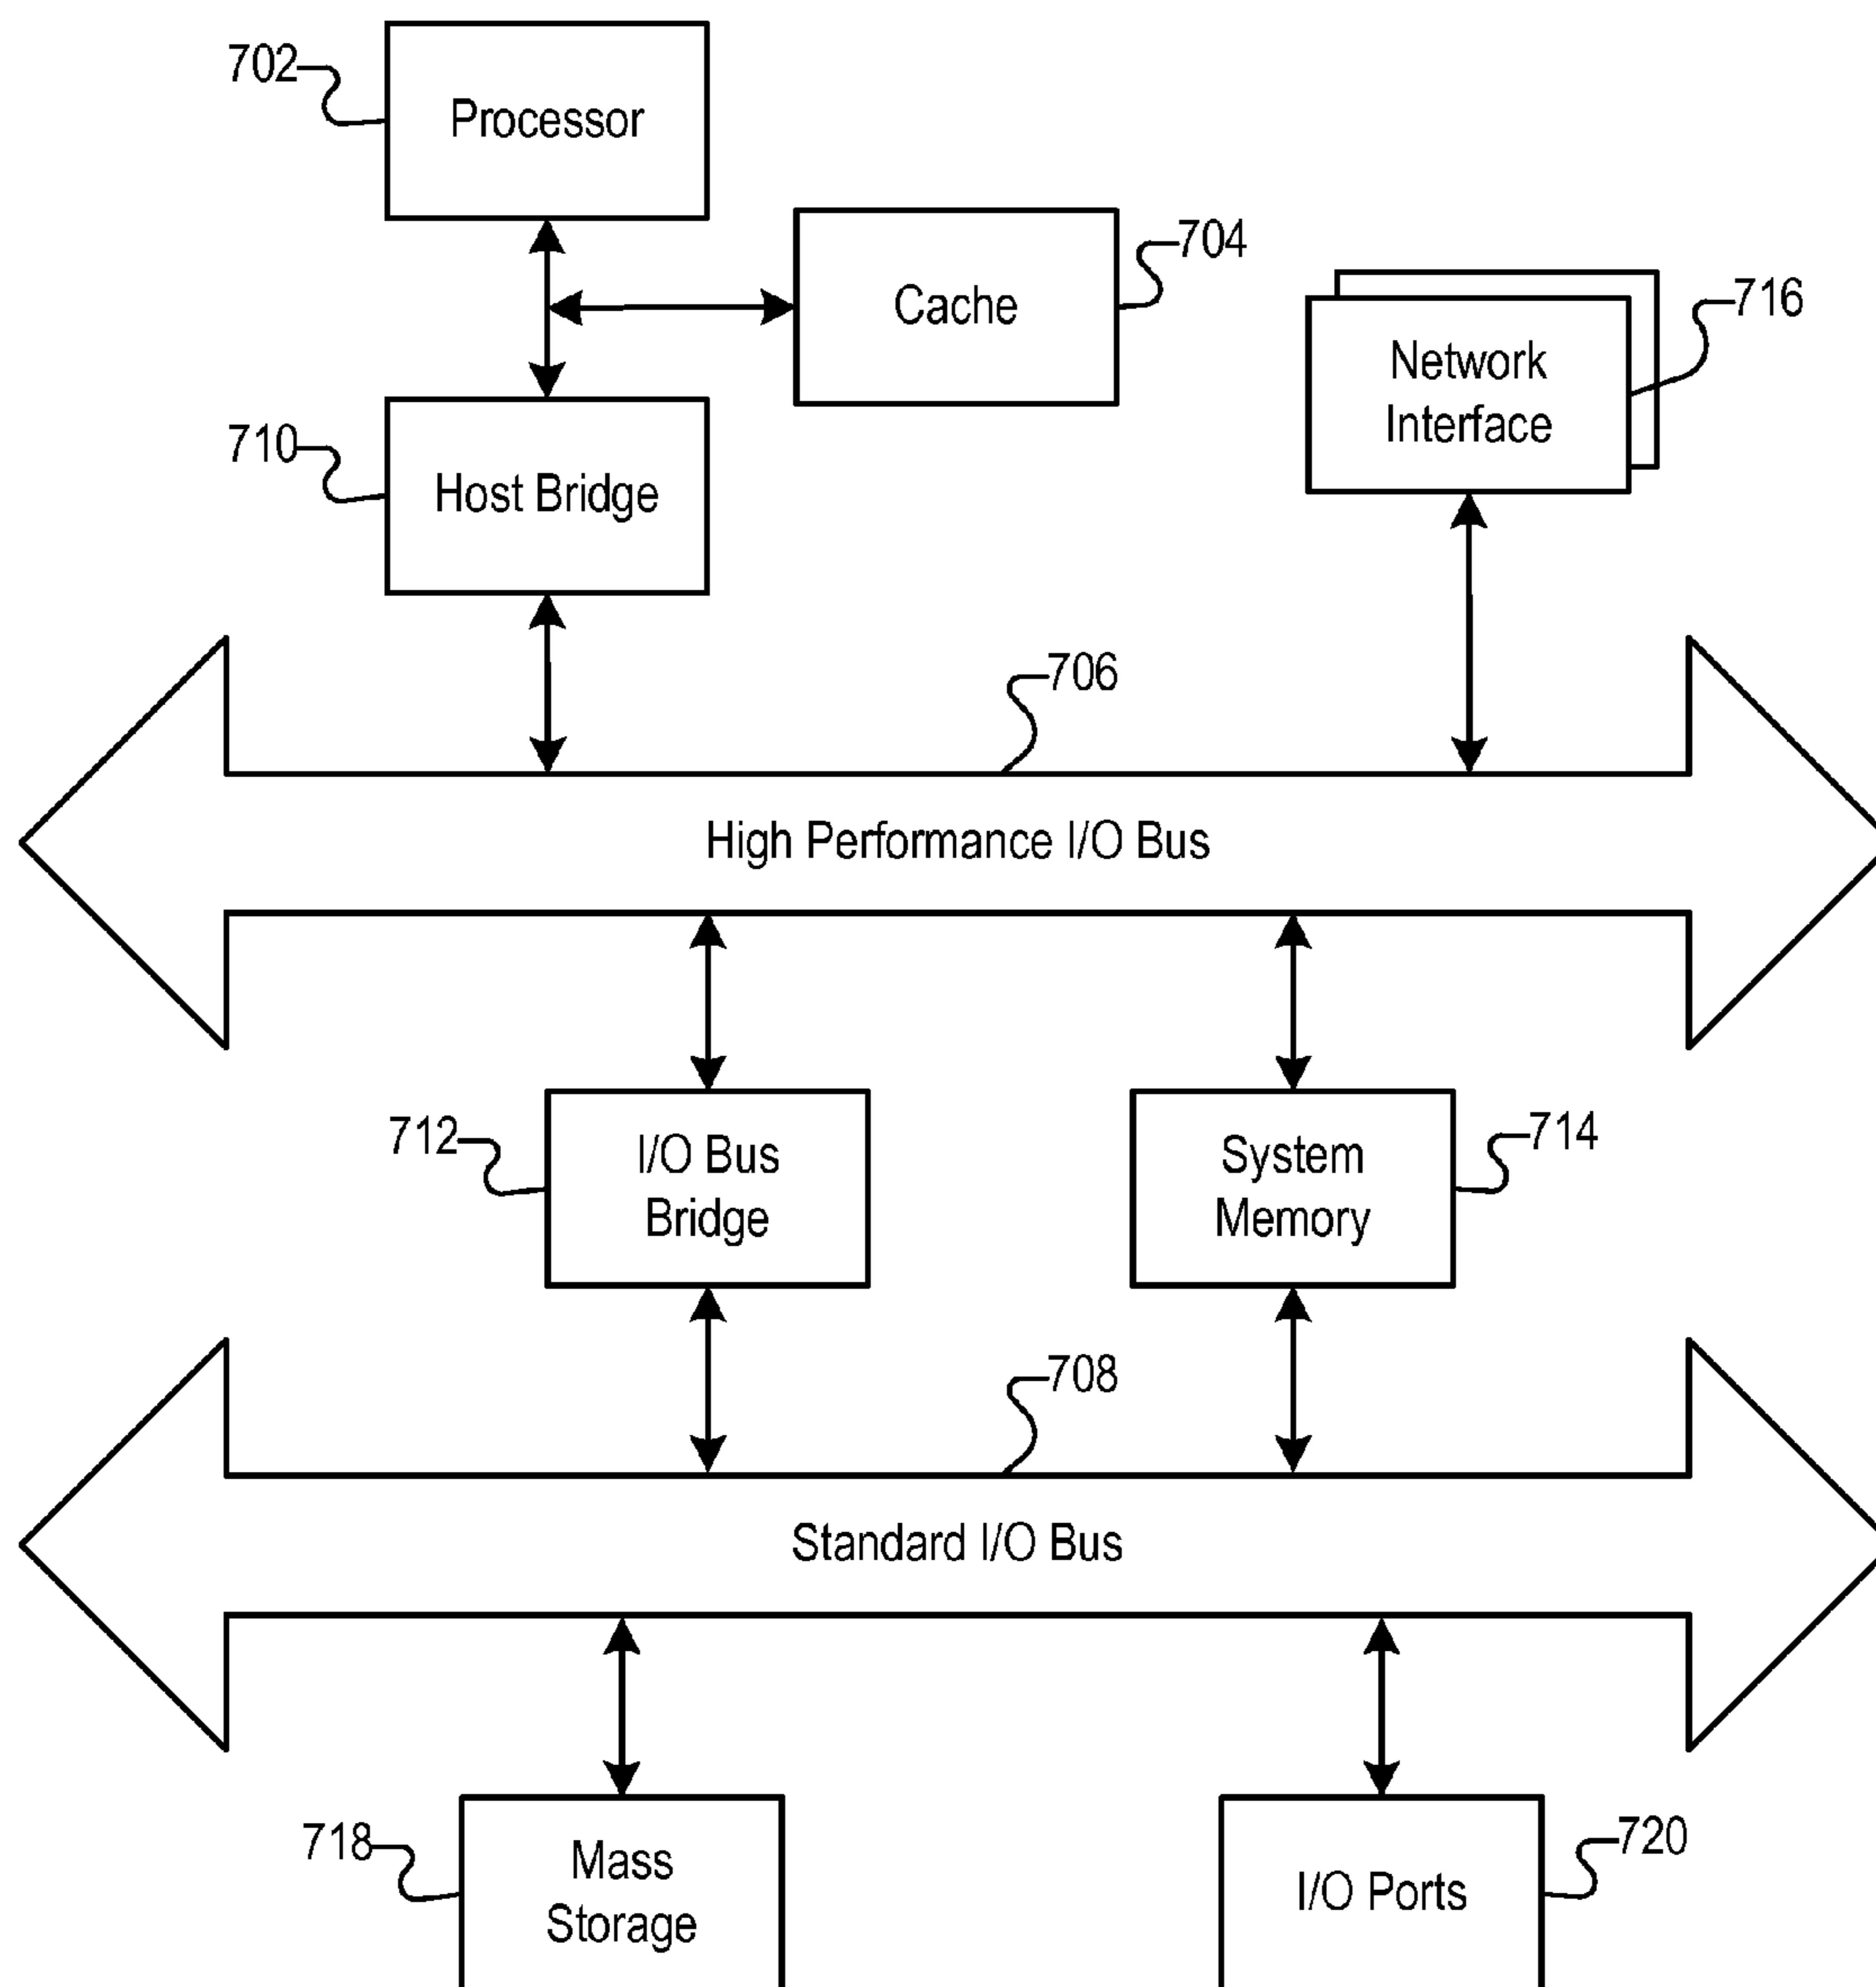 702
Processor
704
Cache
716
Network
Interface
710
Host Bridge
706
High Performance I/O Bus
712
I/O Bus
Bridge
714
System
Memory
708
Standard I/O Bus
718
Mass
Storage
720
I/O Ports